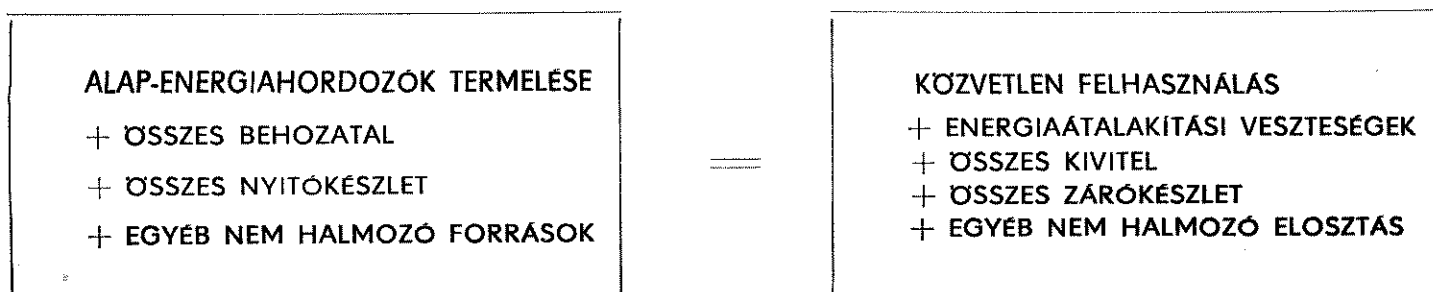 ALAP-ENERGIAHORDOZÓK TERMELÉSE
+ ÖSSZES BEHOZATAL
+ ÖSSZES NYITÓKÉSZLET
+ EGYÉB NEM HALMOZÓ FORRÁSOK
=
KÖZVETLEN FELHASZNÁLÁS
+ ENERGIAÁTALAKÍTÁSI VESZTESÉGEK
+ ÖSSZES KIVITEL
+ ÖSSZES ZÁRÓKÉSZLET
+ EGYÉB NEM HALMOZÓ ELOSZTÁS